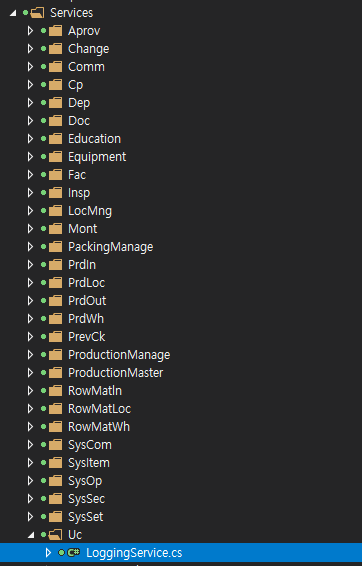 Services
Aprov
Change
Comm
Cp
Dep
Doc
Education
Equipment
Fac
Insp
LocMng
Mont
PackingManage
PrdIn
PrdLoc
PrdOut
PrdWh
PrevCk
ProductionManage
ProductionMaster
RowMatIn
RowMatLoc
RowMatWh
SysCom
SysItem
SysOp
SysSec
SysSet
Uc
C# LoggingService.cs